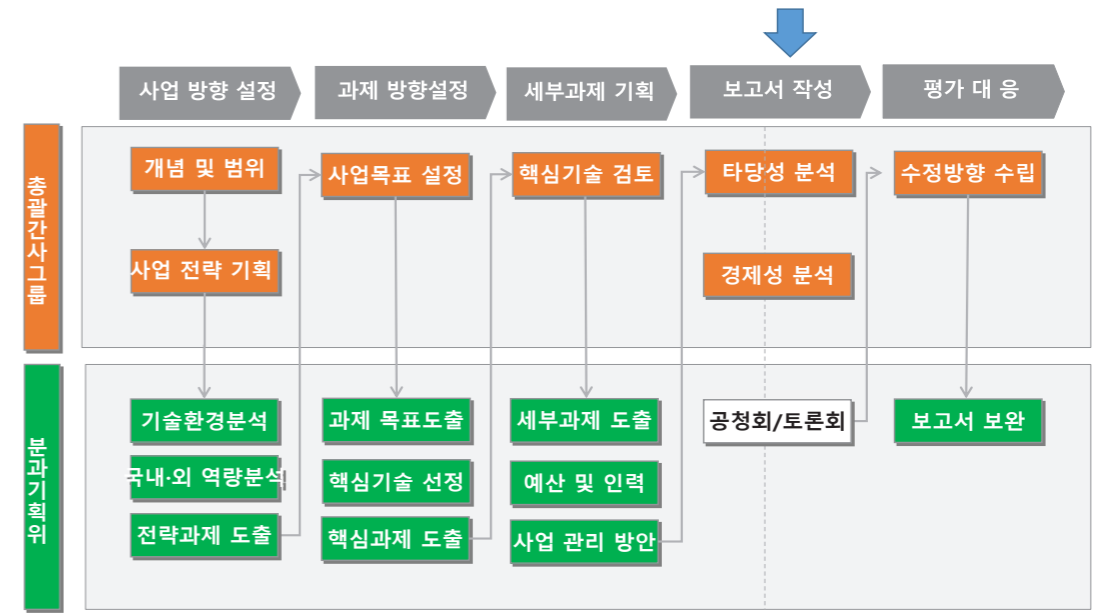 사업 방향 설정
과제 방향설정
세부과제 기획
보고서 작성
평가 대 응
총괄간사그룹
개념 및 범위
사업목표 설정
핵심기술 검토
타당성 분석
수정방향 수립
사업 전략 기획
경제성 분석
분과기획위
기술환경분석
과제 목표도출
세부과제 도출
공청회/토론회
보고서 보완
국내·외 역량분석
핵심기술 선정
예산 및 인력
전략과제 도출
핵심과제 도출
사업 관리 방안